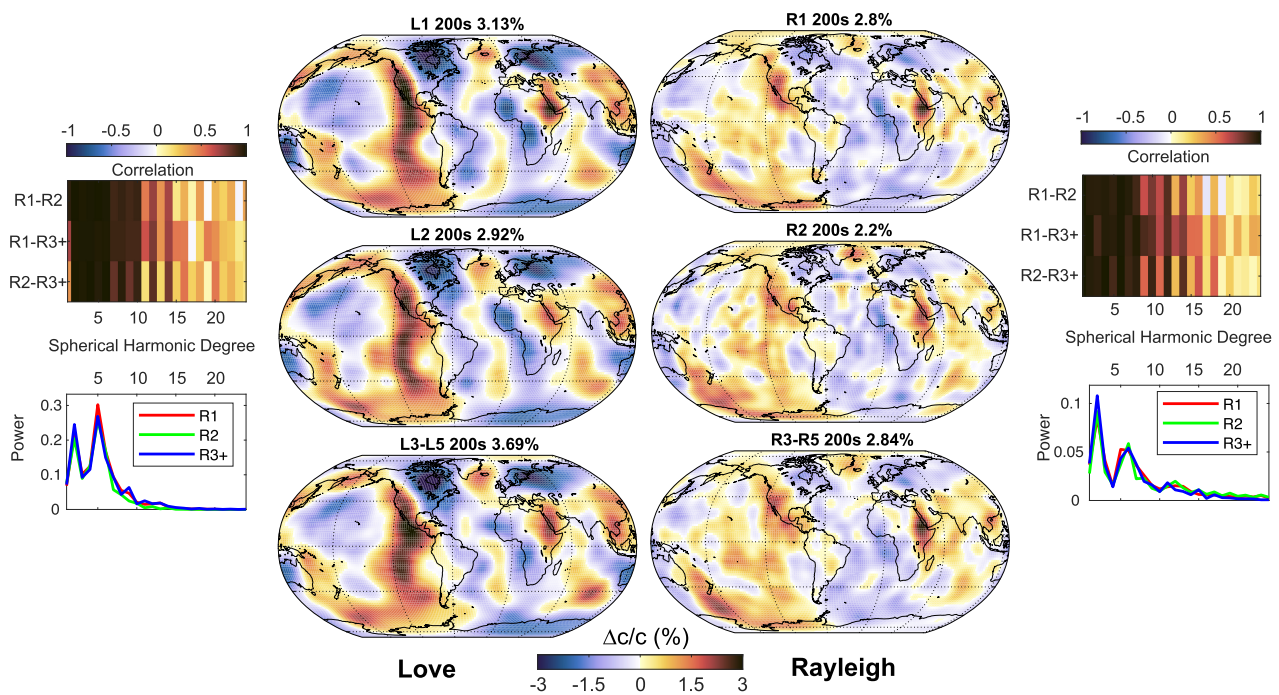 L1 200s 3.13%
R1 200s 2.8%
-1 -0.5 0 0.5 1
Correlation
R1-R2
R1-R3+
R2-R3+
5 10 15 20
Spherical Harmonic Degree
5 10 15 20
0.3
0.2
0.1
0
Power
R1
R2
R3+
L2 200s 2.92%
R2 200s 2.2%
L3-L5 200s 3.69%
R3-R5 200s 2.84%
-1 -0.5 0 0.5 1
Correlation
R1-R2
R1-R3+
R2-R3+
5 10 15 20
Spherical Harmonic Degree
5 10 15 20
0.1
0.05
0
Power
R1
R2
R3+
Δc/c (%)
Love
Rayleigh
-3 -1.5 0 1.5 3